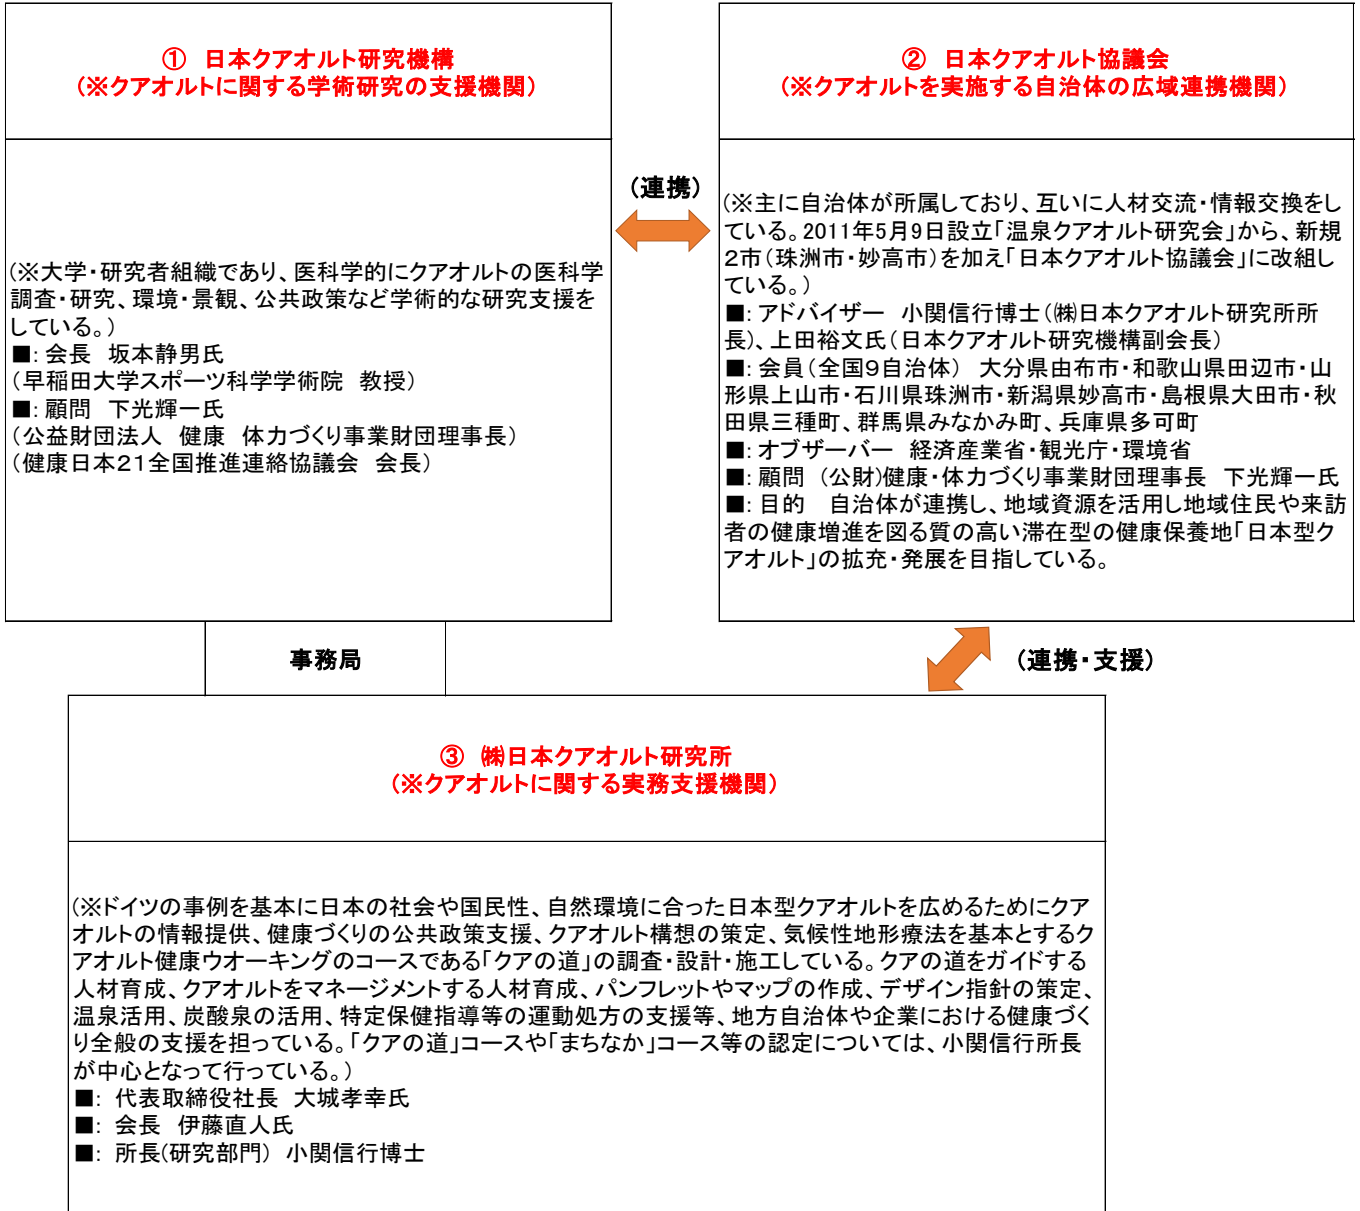 ① 日本クアオルト研究機構
(※クアオルトに関する学術研究の支援機関)
(※大学・研究者組織であり、医科学的にクアオルトの医科学
調査・研究、環境・景観、公共政策など学術的な研究支援を
している。)
■: 会長 坂本静男氏
(早稲田大学スポーツ科学学術院 教授)
■: 顧問 下光輝一氏
(公益財団法人 健康 体力づくり事業財団理事長)
(健康日本21全国推進連絡協議会 会長)
(連携)
② 日本クアオルト協議会
(※クアオルトを実施する自治体の広域連携機関)
(※主に自治体が所属しており、互いに人材交流・情報交換をし
ている。2011年5月9日設立「温泉クアオルト研究会」から、新規
2市(珠洲市・妙高市)を加え「日本クアオルト協議会」に改組し
ている。)
■: アドバイザー 小関信行博士(㈱日本クアオルト研究所所
長)、上田裕文氏(日本クアオルト研究機構副会長)
■: 会員(全国9自治体) 大分県由布市・和歌山県田辺市・山
形県上山市・石川県珠洲市・新潟県妙高市・島根県大田市・秋
田県三種町、群馬県みなかみ町、兵庫県多可町
■: オブザーバー 経済産業省・観光庁・環境省
■: 顧問 (公財)健康・体力づくり事業財団理事長 下光輝一氏
■: 目的 自治体が連携し、地域資源を活用し地域住民や来訪
者の健康増進を図る質の高い滞在型の健康保養地「日本型ク
アオルト」の拡充・発展を目指している。
事務局
(連携・支援)
③ ㈱日本クアオルト研究所
(※クアオルトに関する実務支援機関)
(※ドイツの事例を基本に日本の社会や国民性、自然環境に合った日本型クアオルトを広めるためにクア
オルトの情報提供、健康づくりの公共政策支援、クアオルト構想の策定、気候性地形療法を基本とするク
アオルト健康ウオーキングのコースである「クアの道」の調査・設計・施工している。クアの道をガイドする
人材育成、クアオルトをマネージメントする人材育成、パンフレットやマップの作成、デザイン指針の策定、
温泉活用、炭酸泉の活用、特定保健指導等の運動処方の支援等、地方自治体や企業における健康づく
り全般の支援を担っている。「クアの道」コースや「まちなか」コース等の認定については、小関信行所長
が中心となって行っている。)
■: 代表取締役社長 大城孝幸氏
■: 会長 伊藤直人氏
■: 所長(研究部門) 小関信行博士